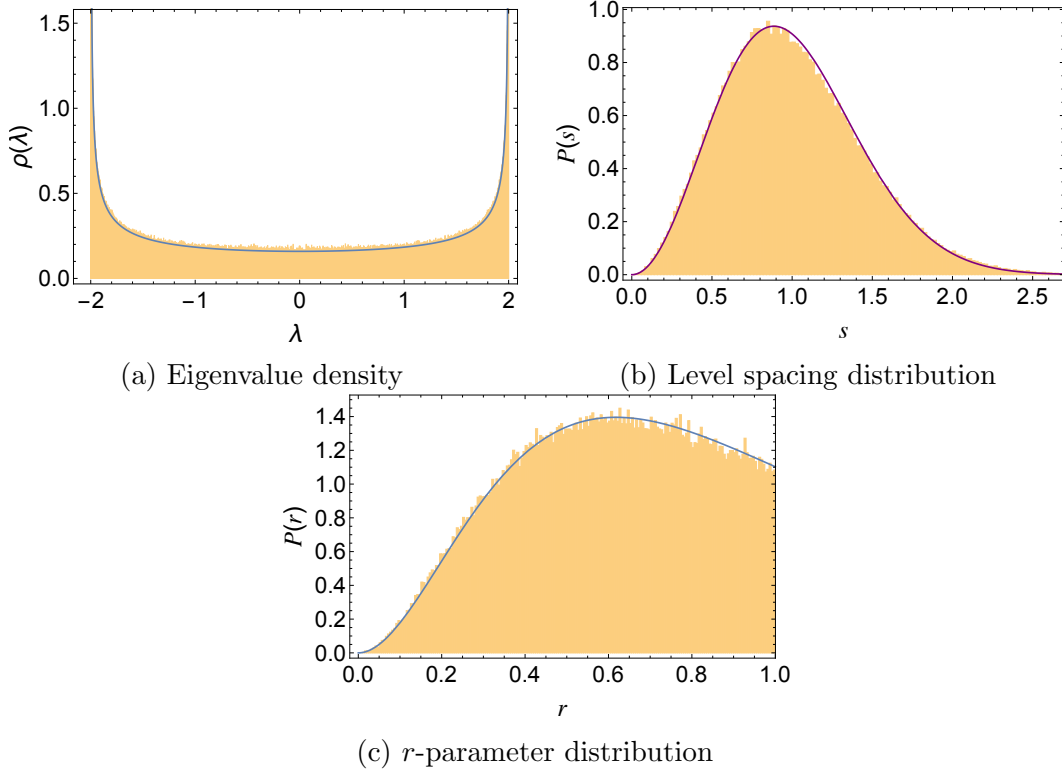 1.5
1.0
0.5
0.0
ρ(λ)
−2 −1 0 1 2
λ
(a) Eigenvalue density
1.0
0.8
0.6
0.4
0.2
0.0
P(s)
0.0 0.5 1.0 1.5 2.0 2.5
s
(b) Level spacing distribution
1.4
1.2
1.0
0.8
0.6
0.4
0.2
0.0
P(r)
0.0 0.2 0.4 0.6 0.8 1.0
r
(c) r-parameter distribution